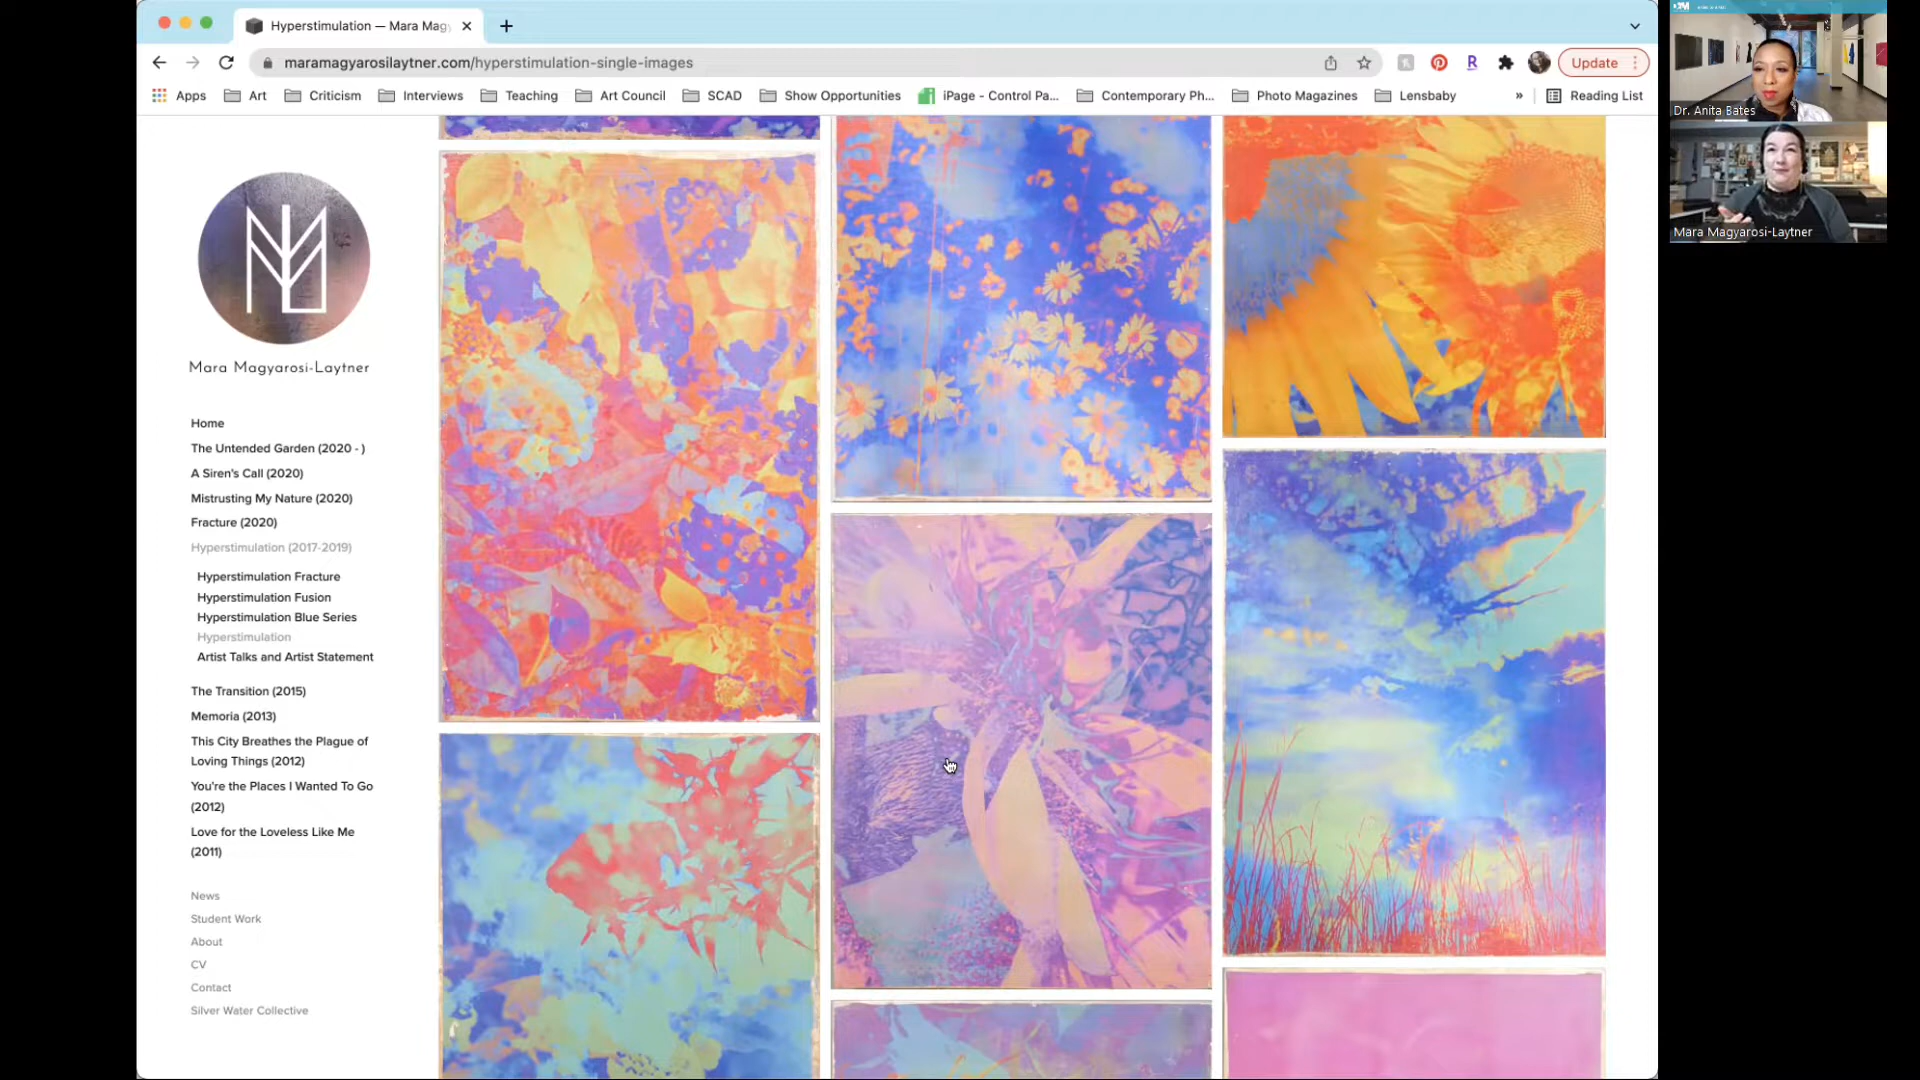 Hyperstimulation — Mara Mag
maramagyarosilaytner.com/hyperstimulation-single-images
Update
Apps
Art
Criticism
Interviews
Teaching
Art Council
SCAD
Show Opportunities
iPage - Control Pa...
Contemporary Ph...
Photo Magazines
Lensbaby
»
Reading List
Mara Magyarosi-Laytner
Home
The Untended Garden (2020 - )
A Siren's Call (2020)
Mistrusting My Nature (2020)
Fracture (2020)
Hyperstimulation (2017-2019)
Hyperstimulation Fracture
Hyperstimulation Fusion
Hyperstimulation Blue Series
Hyperstimulation
Artist Talks and Artist Statement
The Transition (2015)
Memoria (2013)
This City Breathes the Plague of
Loving Things (2012)
You're the Places I Wanted To Go
(2012)
Love for the Loveless Like Me
(2011)
News
Student Work
About
CV
Contact
Silver Water Collective
Dr. Anita Bates
Mara Magyarosi-Laytner